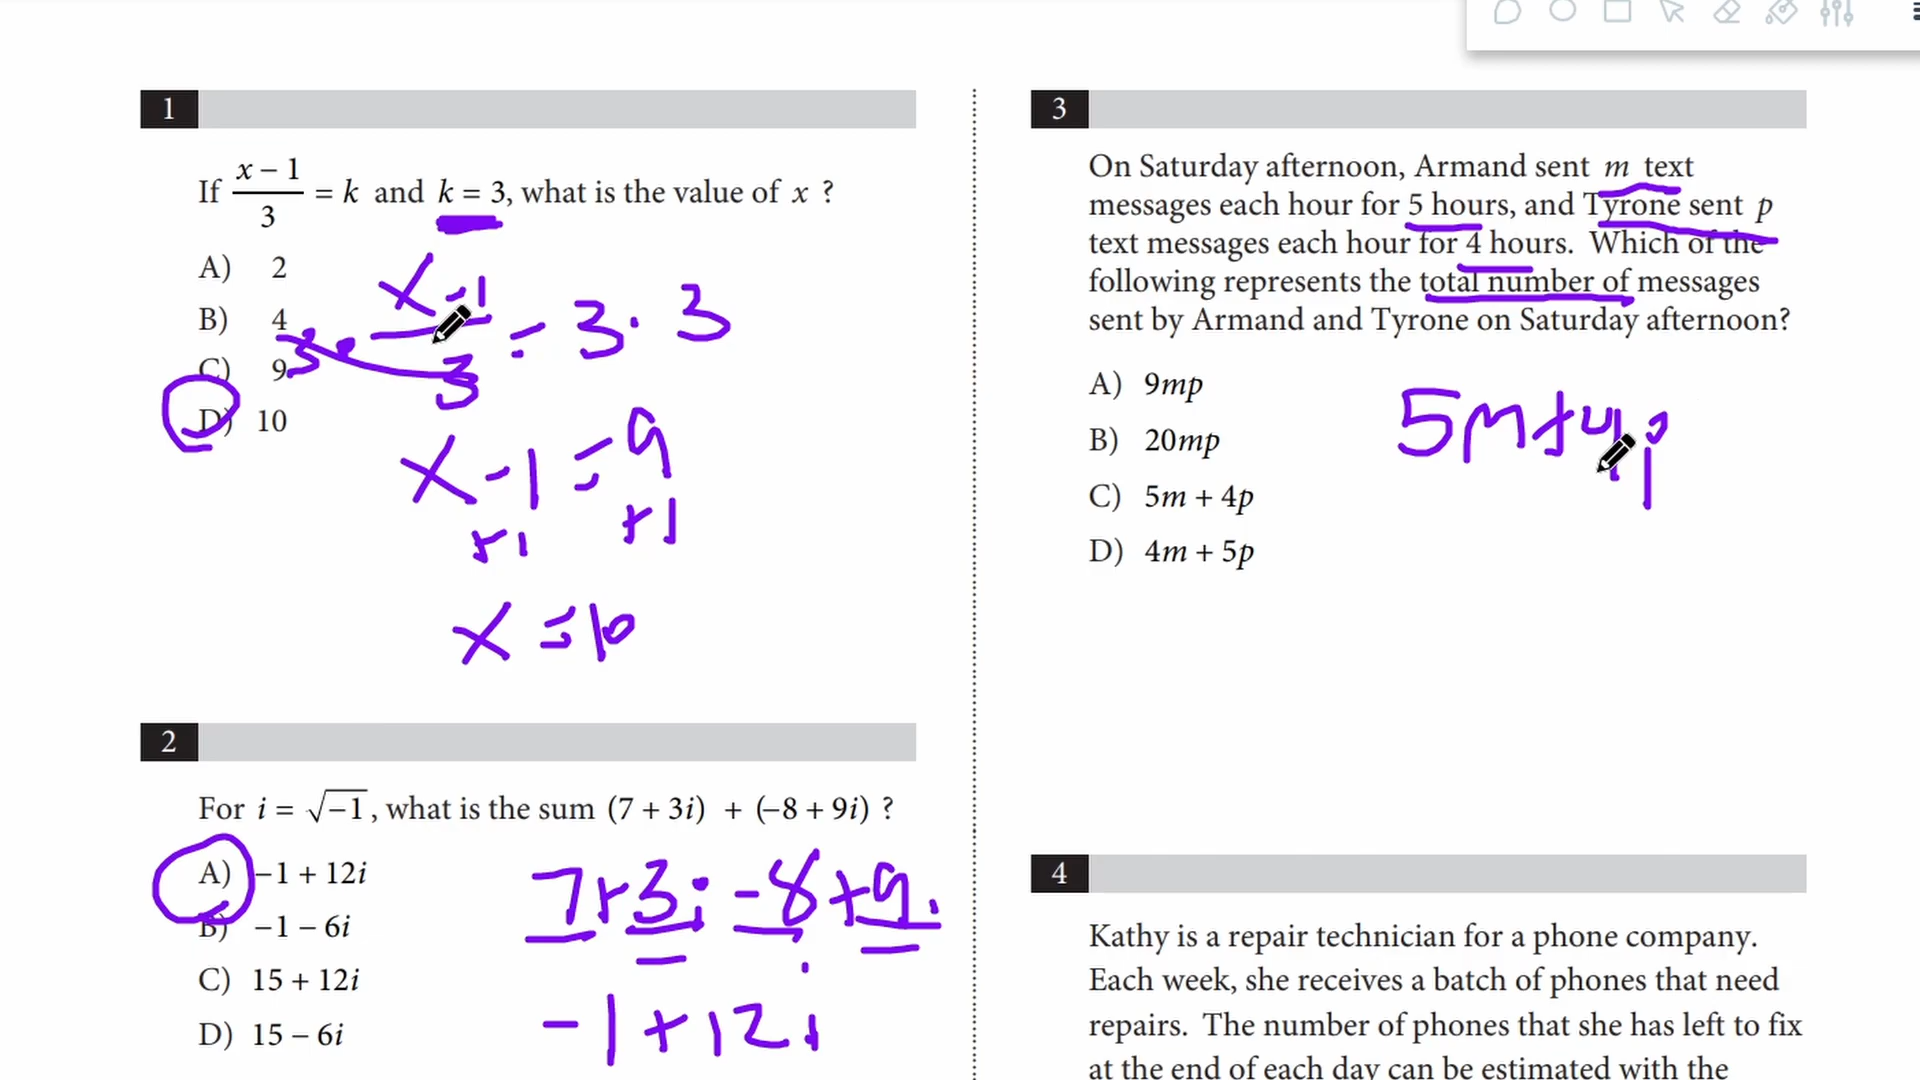 1
If x − 1 / 3 = k and k = 3, what is the value of x ?
A) 2
B) 4
C) 9
D) 10
x - 1
3 · 3 = 3 · 3
x - 1 = 9
+1 +1
x = 10
2
For i = √−1, what is the sum (7 + 3i) + (−8 + 9i) ?
A) −1 + 12i
B) −1 − 6i
C) 15 + 12i
D) 15 − 6i
7+3i -8+9i
-1+12i
3
On Saturday afternoon, Armand sent m text
messages each hour for 5 hours, and Tyrone sent p
text messages each hour for 4 hours. Which of the
following represents the total number of messages
sent by Armand and Tyrone on Saturday afternoon?
A) 9mp
B) 20mp
C) 5m + 4p
D) 4m + 5p
5m+4p
4
Kathy is a repair technician for a phone company.
Each week, she receives a batch of phones that need
repairs. The number of phones that she has left to fix
at the end of each day can be estimated with the